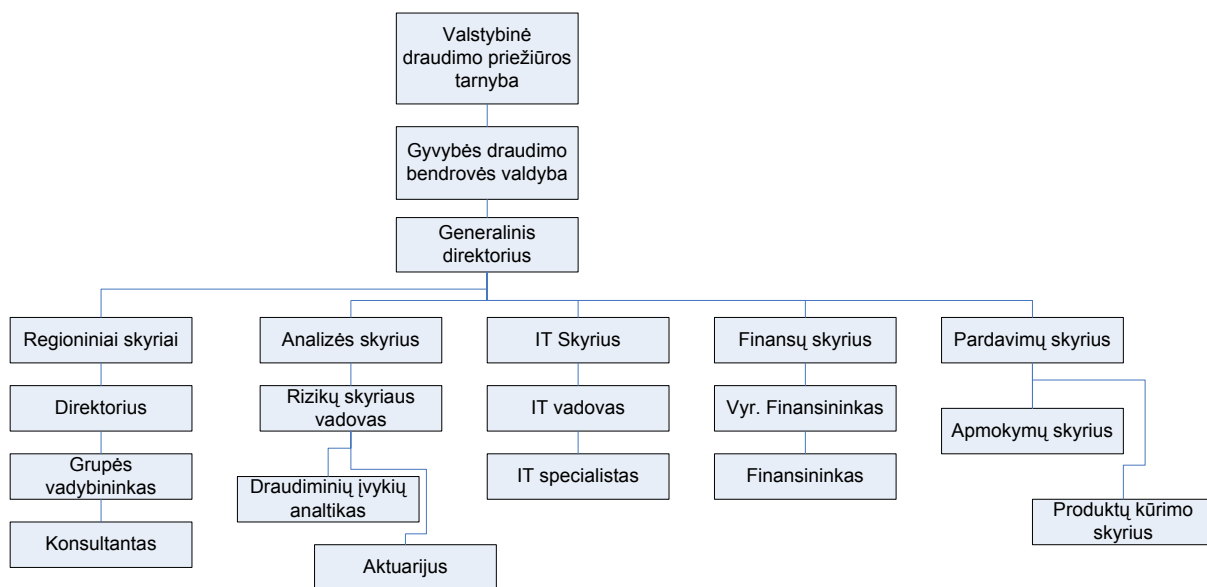 Valstybinė
draudimo priežiūros
tarnyba
Gyvybės draudimo
bendrovės valdyba
Generalinis
direktorius
Regioniniai skyriai
Analizės skyrius
IT Skyrius
Finansų skyrius
Pardavimų skyrius
Direktorius
Rizikų skyriaus
vadovas
IT vadovas
Vyr. Finansininkas
Apmokymų skyrius
Grupės
vadybininkas
Draudiminių įvykių
analtikas
IT specialistas
Finansininkas
Produktų kūrimo
skyrius
Konsultantas
Aktuarijus